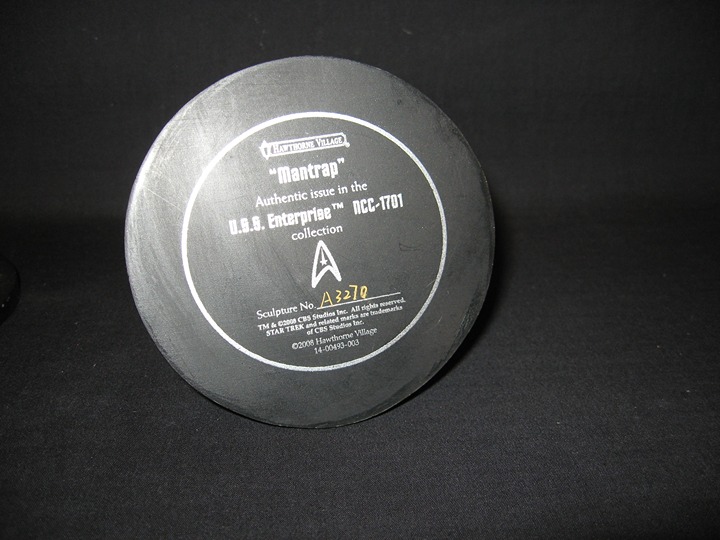 HAWTHORNE VILLAGE®
"Mantrap"
Authentic issue in the
U.S.S. Enterprise™ NCC-1701
collection
Sculpture No. A3270
TM & ©2008 CBS Studios Inc. All rights reserved.
STAR TREK and related marks are trademarks
of CBS Studios Inc.
©2008 Hawthorne Village
14-00493-003